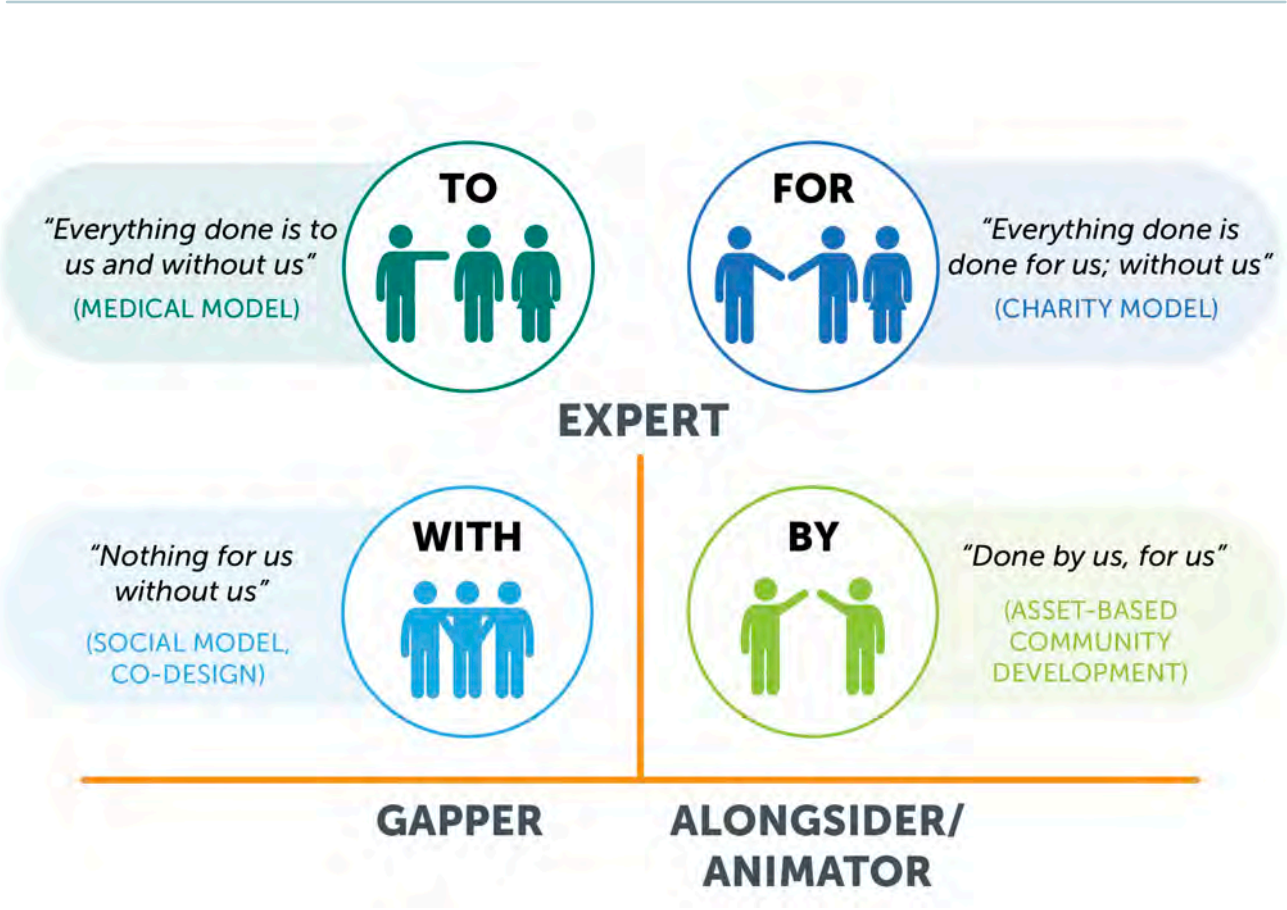 TO
"Everything done is to
us and without us"
(MEDICAL MODEL)
FOR
"Everything done is
done for us; without us"
(CHARITY MODEL)
EXPERT
WITH
"Nothing for us
without us"
(SOCIAL MODEL,
CO-DESIGN)
BY
"Done by us, for us"
(ASSET-BASED
COMMUNITY
DEVELOPMENT)
GAPPER
ALONGSIDER/
ANIMATOR